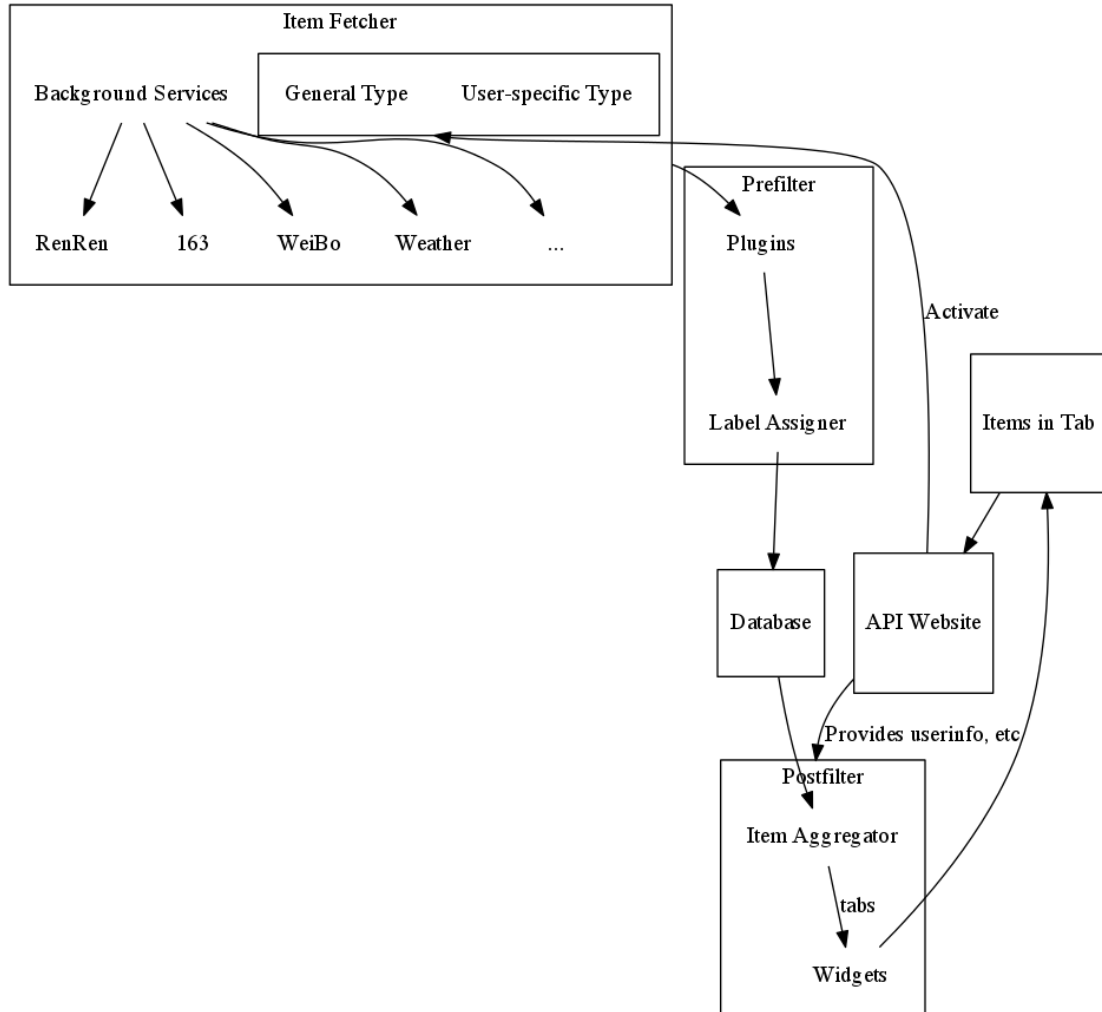 Item Fetcher
Background Services
General Type
User-specific Type
RenRen
163
WeiBo
Weather
...
Prefilter
Plugins
Label Assigner
Activate
Items in Tab
Database
API Website
Provides userinfo, etc
Postfilter
Item Aggregator
tabs
Widgets